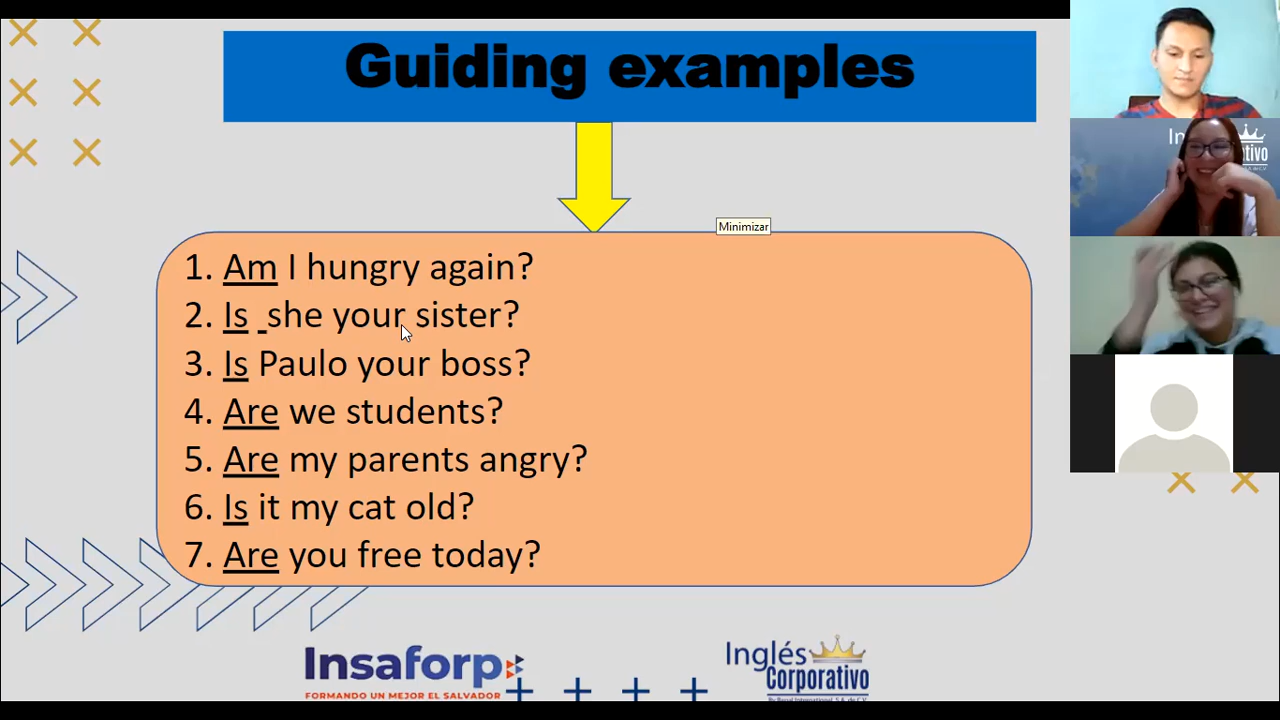 Guiding examples
Minimizar
1. Am I hungry again?
2. Is _she your sister?
3. Is Paulo your boss?
4. Are we students?
5. Are my parents angry?
6. Is it my cat old?
7. Are you free today?
Insaforp
FORMANDO UN MEJOR EL SALVADOR
Inglés
Corporativo
In
ativo